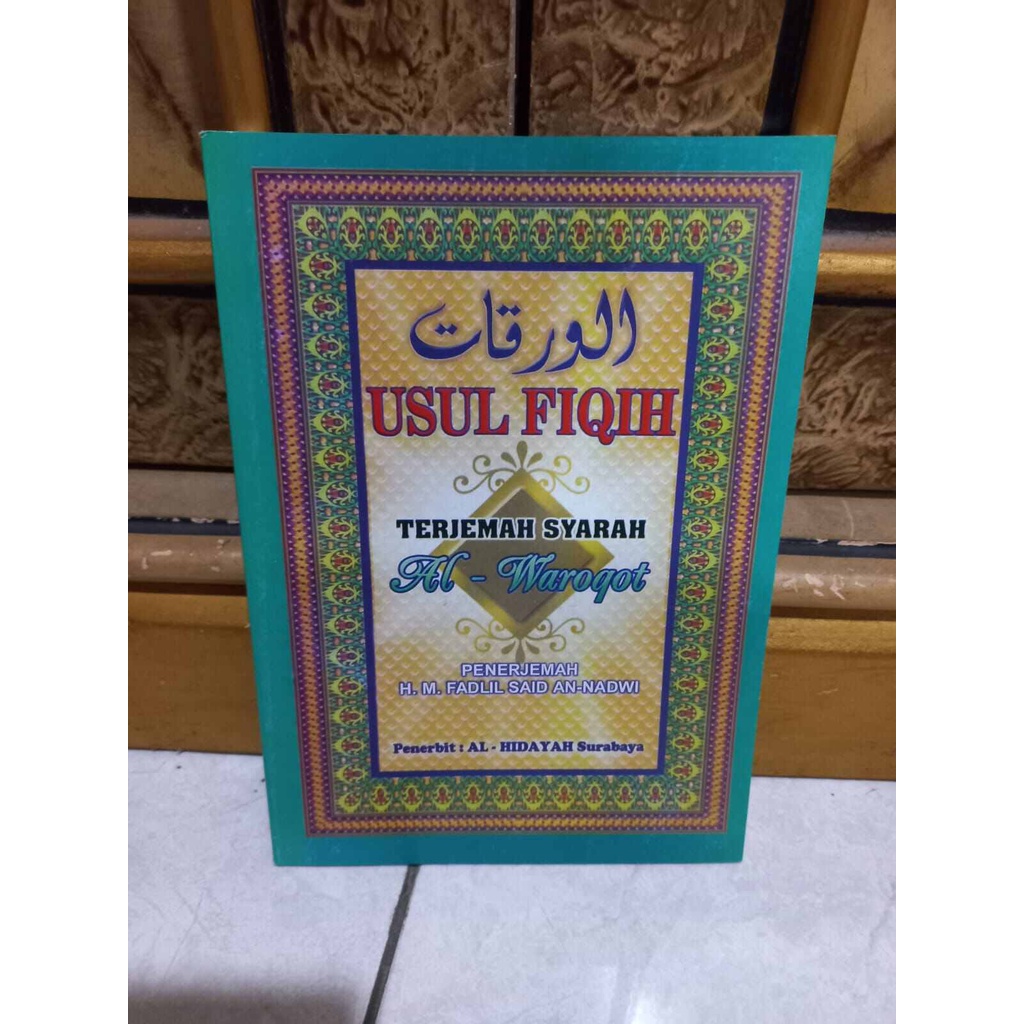 الورقات
USUL FIQIH
TERJEMAH SYARAH
Al - Waroqot
PENERJEMAH
H. M. FADLIL SAID AN-NADWI
Penerbit : AL - HIDAYAH Surabaya